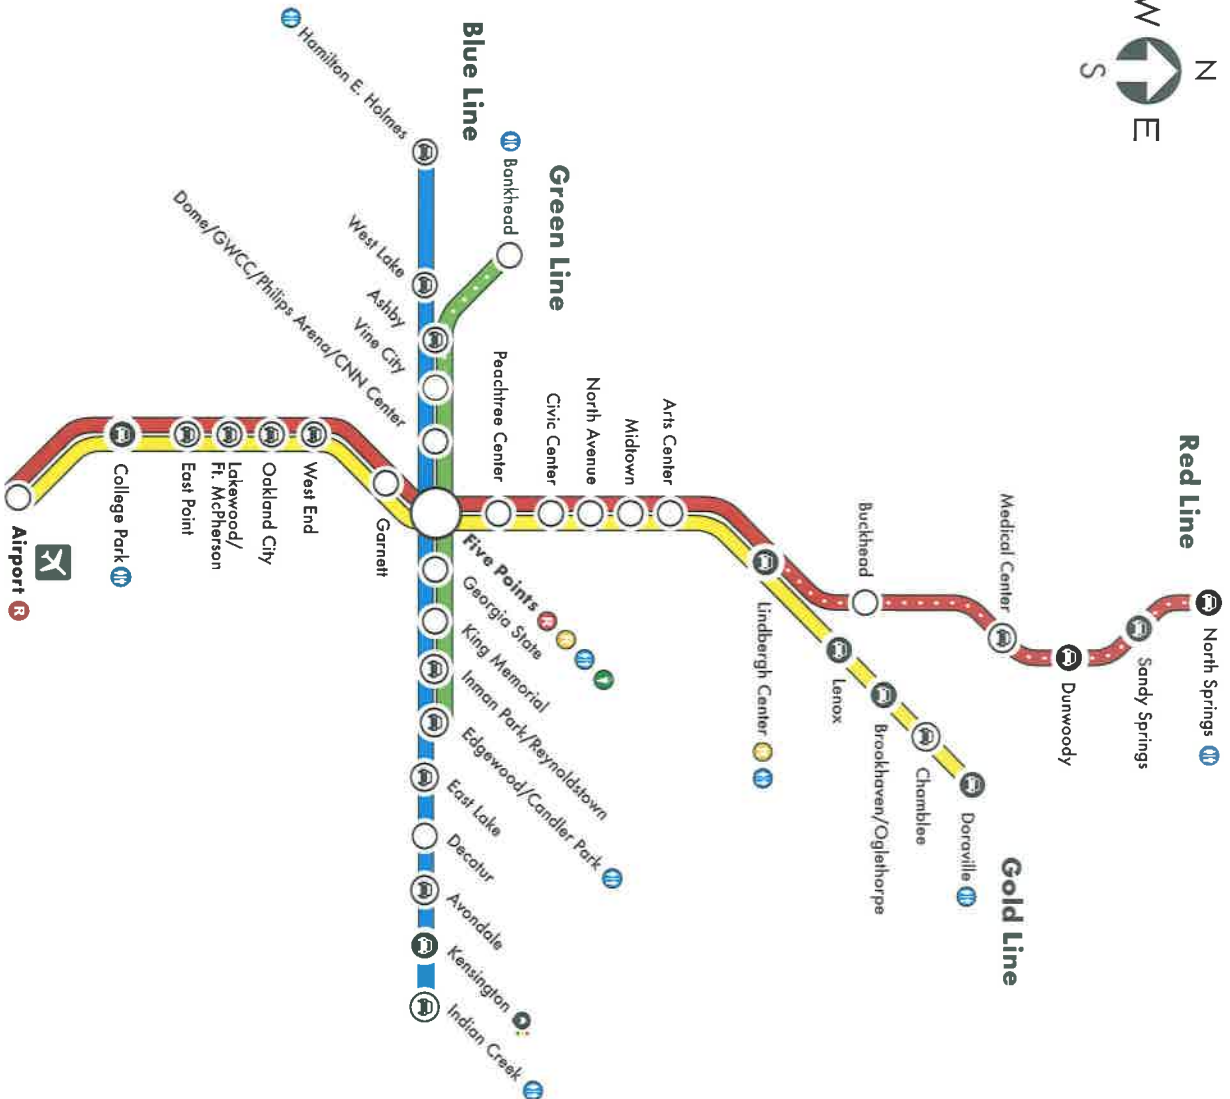 N
W E
S
Red Line
North Springs
Sandy Springs
Dunwoody
Medical Center
Buckhead
Gold Line
Doraville
Chamblee
Brookhaven/Oglethorpe
Lenox
Lindbergh Center R
Arts Center
Midtown
North Avenue
Civic Center
Peachtree Center
Green Line
Bankhead
Blue Line
Hamilton E. Holmes
West Lake
Ashby
Vine City
Dome/GWCC/Philips Arena/CNN Center
Five Points R R
Georgia State
King Memorial
Inman Park/Reynoldstown
Edgewood/Candler Park
East Lake
Decatur
Avondale
Kensington
Indian Creek
Garnett
West End
Oakland City
Lakewood/
Ft. McPherson
East Point
College Park
Airport R